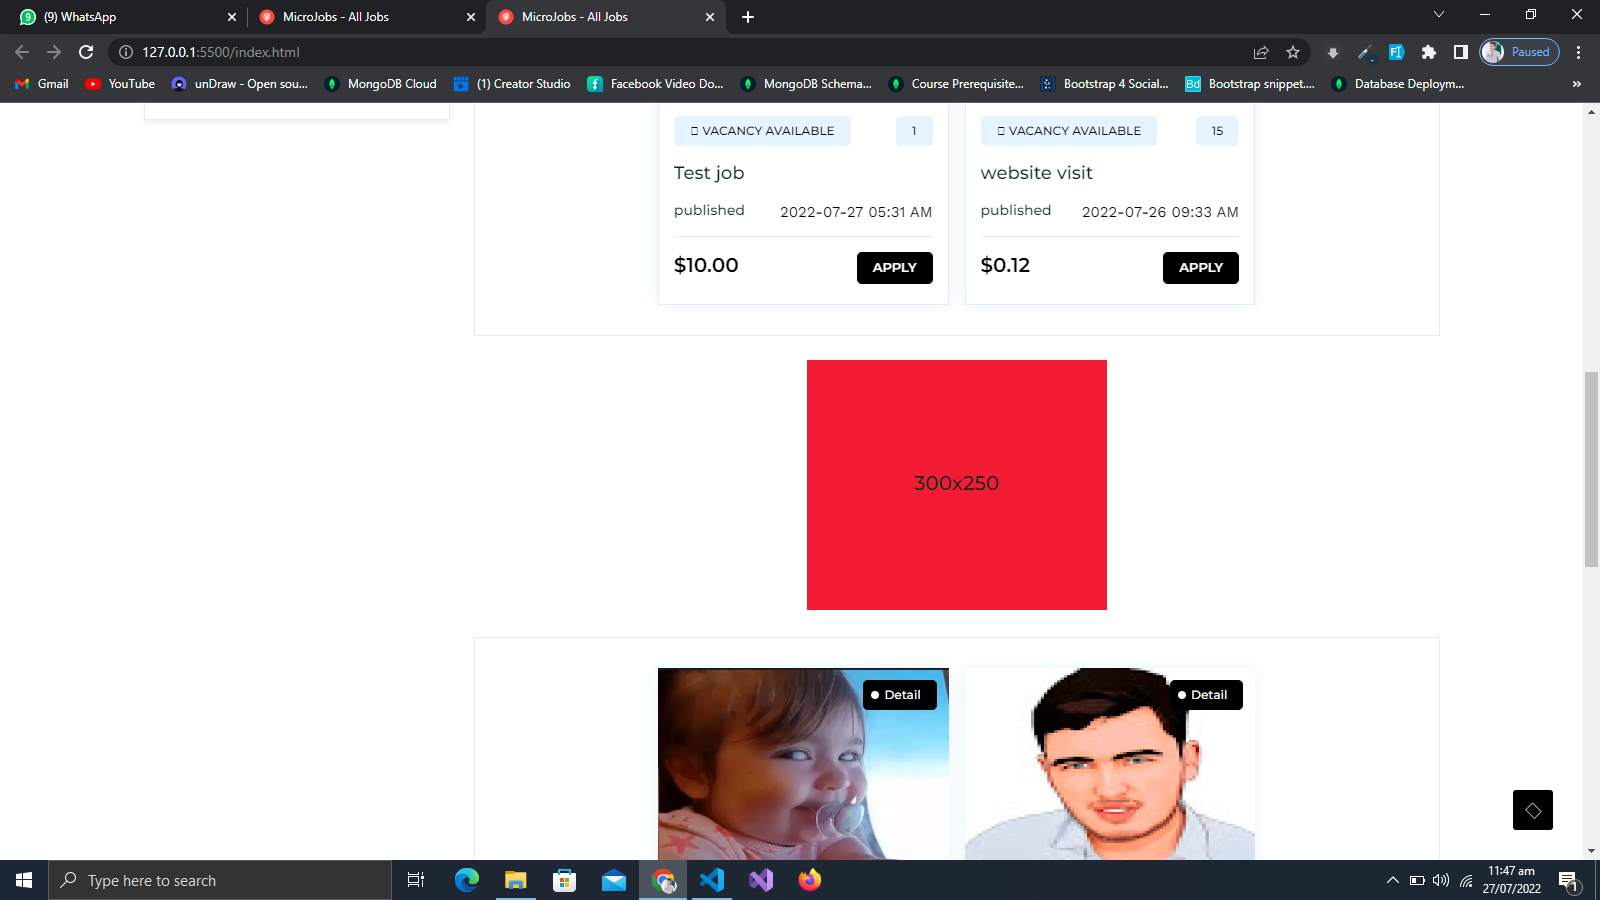 (9) WhatsApp
MicroJobs - All Jobs
MicroJobs - All Jobs
127.0.0.1:5500/index.html
Paused
Gmail
YouTube
unDraw - Open sou...
MongoDB Cloud
(1) Creator Studio
Facebook Video Do...
MongoDB Schema...
Course Prerequisite...
Bootstrap 4 Social...
Bd
Bootstrap snippet....
Database Deploym...
»
VACANCY AVAILABLE
1
Test job
published
2022-07-27 05:31 AM
$10.00
APPLY
VACANCY AVAILABLE
15
website visit
published
2022-07-26 09:33 AM
$0.12
APPLY
300x250
Detail
Detail
Type here to search
11:47 am
27/07/2022
1